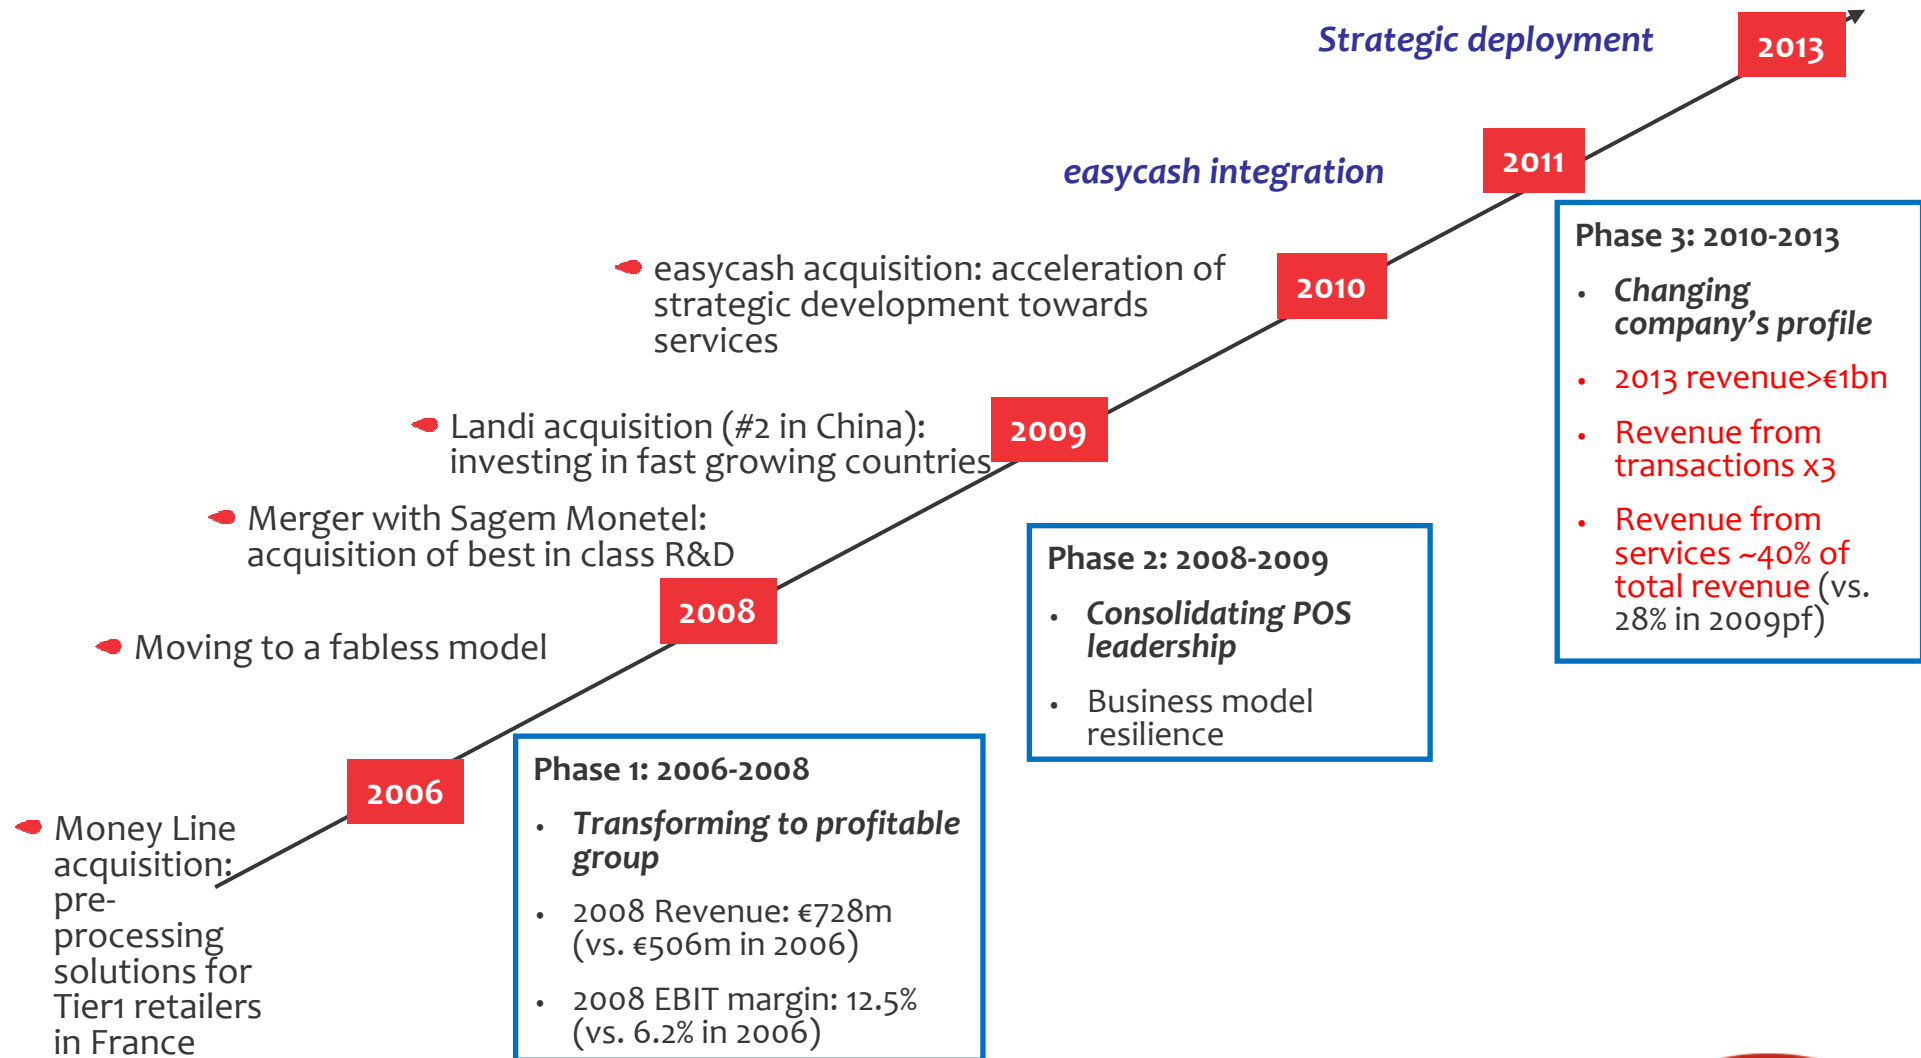 Strategic deployment
2013
easycash integration
2011
easycash acquisition: acceleration of
strategic development towards
services
2010
Landi acquisition (#2 in China):
investing in fast growing countries
2009
Merger with Sagem Monetel:
acquisition of best in class R&D
2008
Moving to a fabless model
2006
Money Line
acquisition:
pre-
processing
solutions for
Tier1 retailers
in France
Phase 1: 2006-2008
• Transforming to profitable
group
• 2008 Revenue: €728m
(vs. €506m in 2006)
• 2008 EBIT margin: 12.5%
(vs. 6.2% in 2006)
Phase 2: 2008-2009
• Consolidating POS
leadership
• Business model
resilience
Phase 3: 2010-2013
• Changing
company’s profile
• 2013 revenue>€1bn
• Revenue from
transactions x3
• Revenue from
services ~40% of
total revenue (vs.
28% in 2009pf)